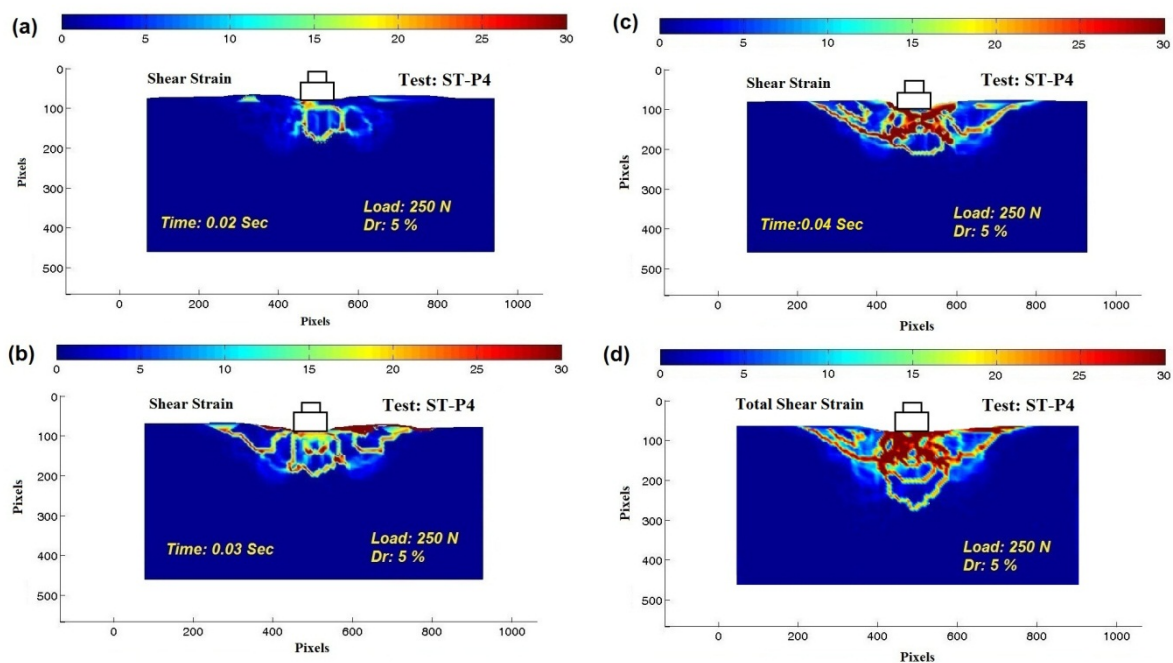 (a)
0 5 10 15 20 25 30
Shear Strain
Test: ST-P4
0
100
200
300
400
500
Pixels
Time: 0.02 Sec
Load: 250 N
Dr: 5 %
0 200 400 600 800 1000
Pixels
(b)
0 5 10 15 20 25 30
Shear Strain
Test: ST-P4
0
100
200
300
400
500
Pixels
Time: 0.03 Sec
Load: 250 N
Dr: 5 %
0 200 400 600 800 1000
Pixels
(c)
0 5 10 15 20 25 30
Shear Strain
Test: ST-P4
0
100
200
300
400
500
Pixels
Time:0.04 Sec
Load: 250 N
Dr: 5 %
0 200 400 600 800 1000
Pixels
(d)
0 5 10 15 20 25 30
Total Shear Strain
Test: ST-P4
0
100
200
300
400
500
Pixels
Load: 250 N
Dr: 5 %
0 200 400 600 800 1000
Pixels